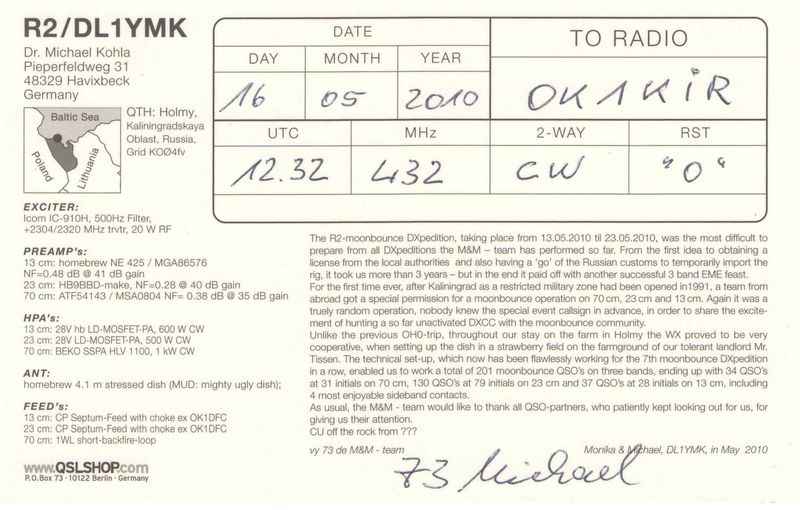 R2/DL1YMK
Dr. Michael Kohla
Pieperfeldweg 31
48329 Havixbeck
Germany
Baltic Sea
Poland
Lithuania
QTH: Holmy,
Kaliningradskaya
Oblast, Russia,
Grid KOØ4fv
DATE
TO RADIO
DAY MONTH YEAR
16 05 2010
OK1KIR
UTC MHz 2-WAY RST
12.32 432 CW "O"
EXCITER:
Icom IC-910H, 500Hz Filter,
+2304/2320 MHz trvtr, 20 W RF
PREAMP's:
13 cm: homebrew NE 425 / MGA86576
NF=0.48 dB @ 41 dB gain
23 cm: HB9BBD-make, NF=0.28 @ 40 dB gain
70 cm: ATF54143 / MSA0804 NF= 0.38 dB @ 35 dB gain
HPA's:
13 cm: 28V hb LD-MOSFET-PA, 600 W CW
23 cm: 28V LD-MOSFET-PA, 500 W CW
70 cm: BEKO SSPA HLV 1100, 1 kW CW
ANT:
homebrew 4.1 m stressed dish (MUD: mighty ugly dish);
FEED's:
13 cm: CP Septum-Feed with choke ex OK1DFC
23 cm: CP Septum-Feed with choke ex OK1DFC
70 cm: 1WL short-backfire-loop
www.QSLSHOP.com
P.O.Box 73 · 10122 Berlin · Germany
The R2-moonbounce DXpedition, taking place from 13.05.2010 til 23.05.2010, was the most difficult to
prepare from all DXpeditions the M&M – team has performed so far. From the first idea to obtaining a
license from the local authorities and also having a 'go' of the Russian customs to temporarily import the
rig, it took us more than 3 years – but in the end it paid off with another successful 3 band EME feast.
For the first time ever, after Kaliningrad as a restricted military zone had been opened in1991, a team from
abroad got a special permission for a moonbounce operation on 70 cm, 23 cm and 13 cm. Again it was a
truely random operation, nobody knew the special event callsign in advance, in order to share the excite-
ment of hunting a so far unactivated DXCC with the moonbounce community.
Unlike the previous OH0-trip, throughout our stay on the farm in Holmy the WX proved to be very
cooperative, when setting up the dish in a strawberry field on the farmground of our tolerant landlord Mr.
Tissen. The technical set-up, which now has been flawlessly working for the 7th moonbounce DXpedition
in a row, enabled us to work a total of 201 moonbounce QSO's on three bands, ending up with 34 QSO's
at 31 initials on 70 cm, 130 QSO's at 79 initials on 23 cm and 37 QSO's at 28 initials on 13 cm, including
4 most enjoyable sideband contacts.
As usual, the M&M - team would like to thank all QSO-partners, who patiently kept looking out for us, for
giving us their attention.
CU off the rock from ???
vy 73 de M&M - team
Monika & Michael, DL1YMK, in May 2010
73 Michael